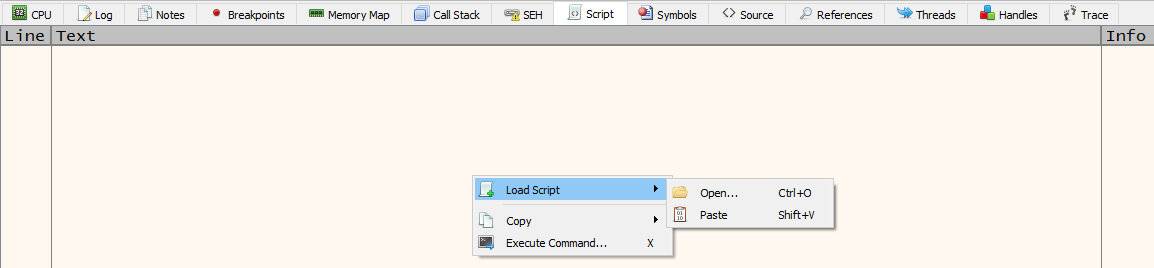 CPU Log Notes Breakpoints Memory Map Call Stack SEH Script Symbols Source References Threads Handles Trace
Line Text Info
Load Script
Open... Ctrl+O
Paste Shift+V
Copy
Execute Command... X